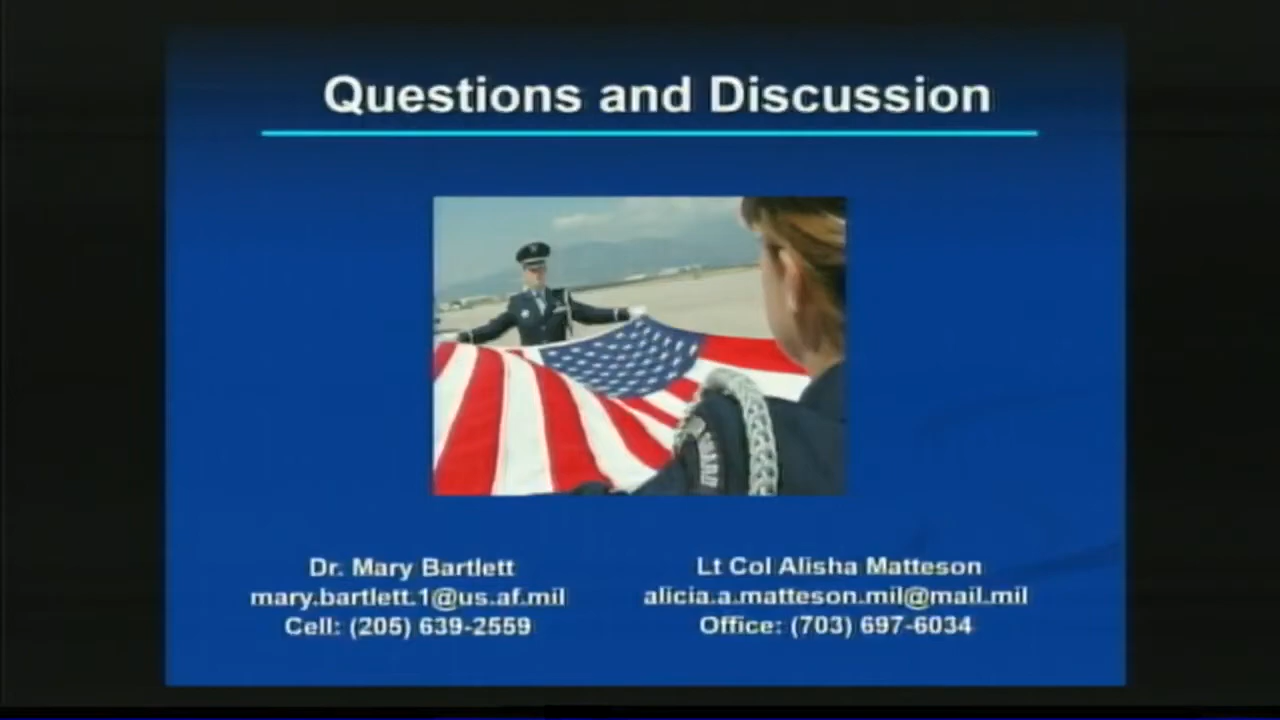 Questions and Discussion
GUARD
Dr. Mary Bartlett
mary.bartlett.1@us.af.mil
Cell: (205) 639-2559
Lt Col Alisha Matteson
alicia.a.matteson.mil@mail.mil
Office: (703) 697-6034